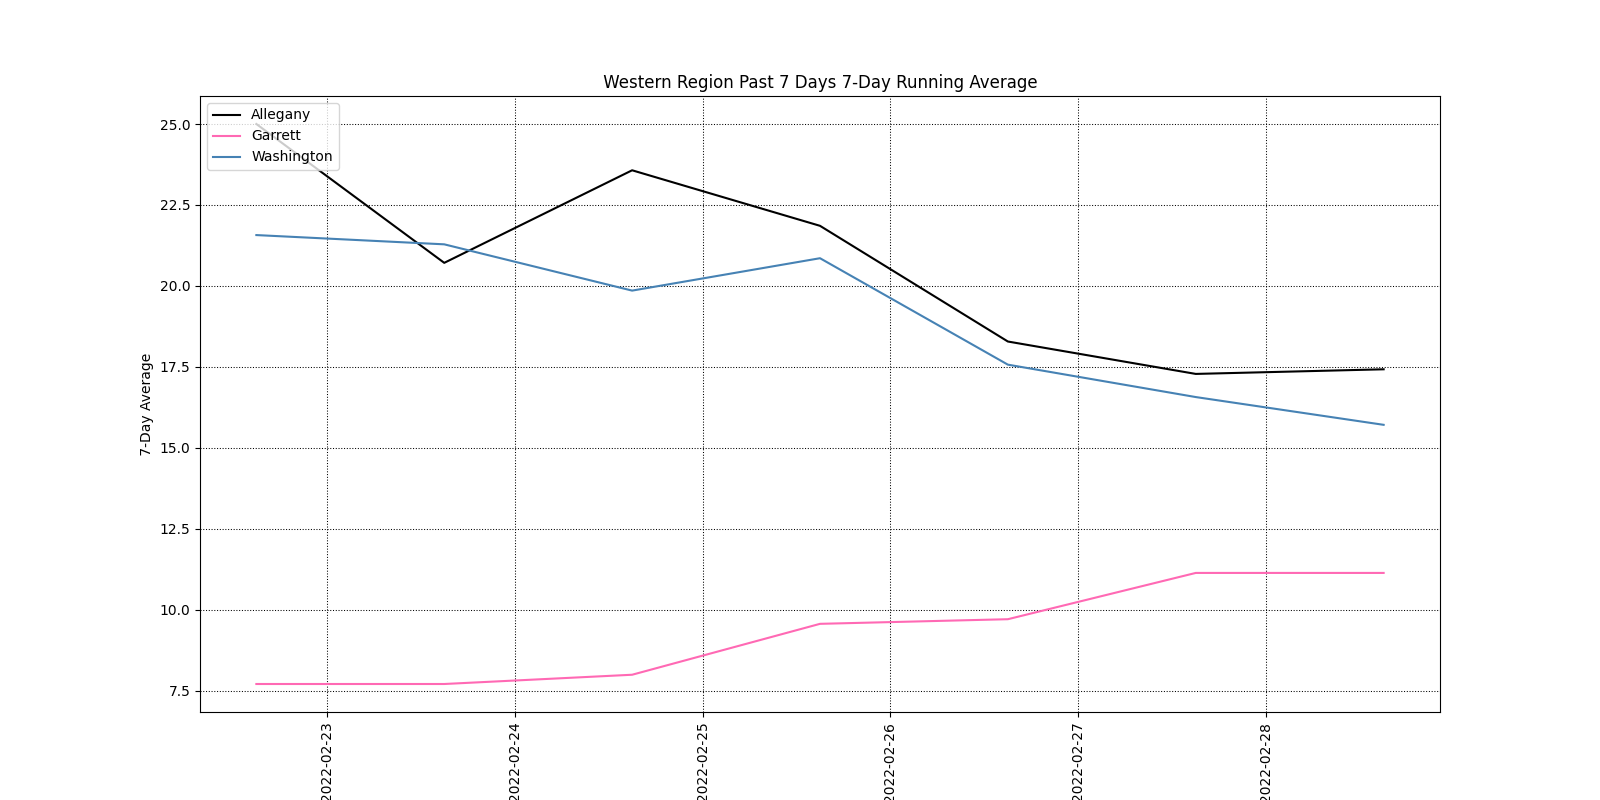 Western Region Past 7 Days 7-Day Running Average
Allegany
Garrett
Washington
25.0
22.5
20.0
17.5
15.0
12.5
10.0
7.5
7-Day Average
2022-02-23
2022-02-24
2022-02-25
2022-02-26
2022-02-27
2022-02-28